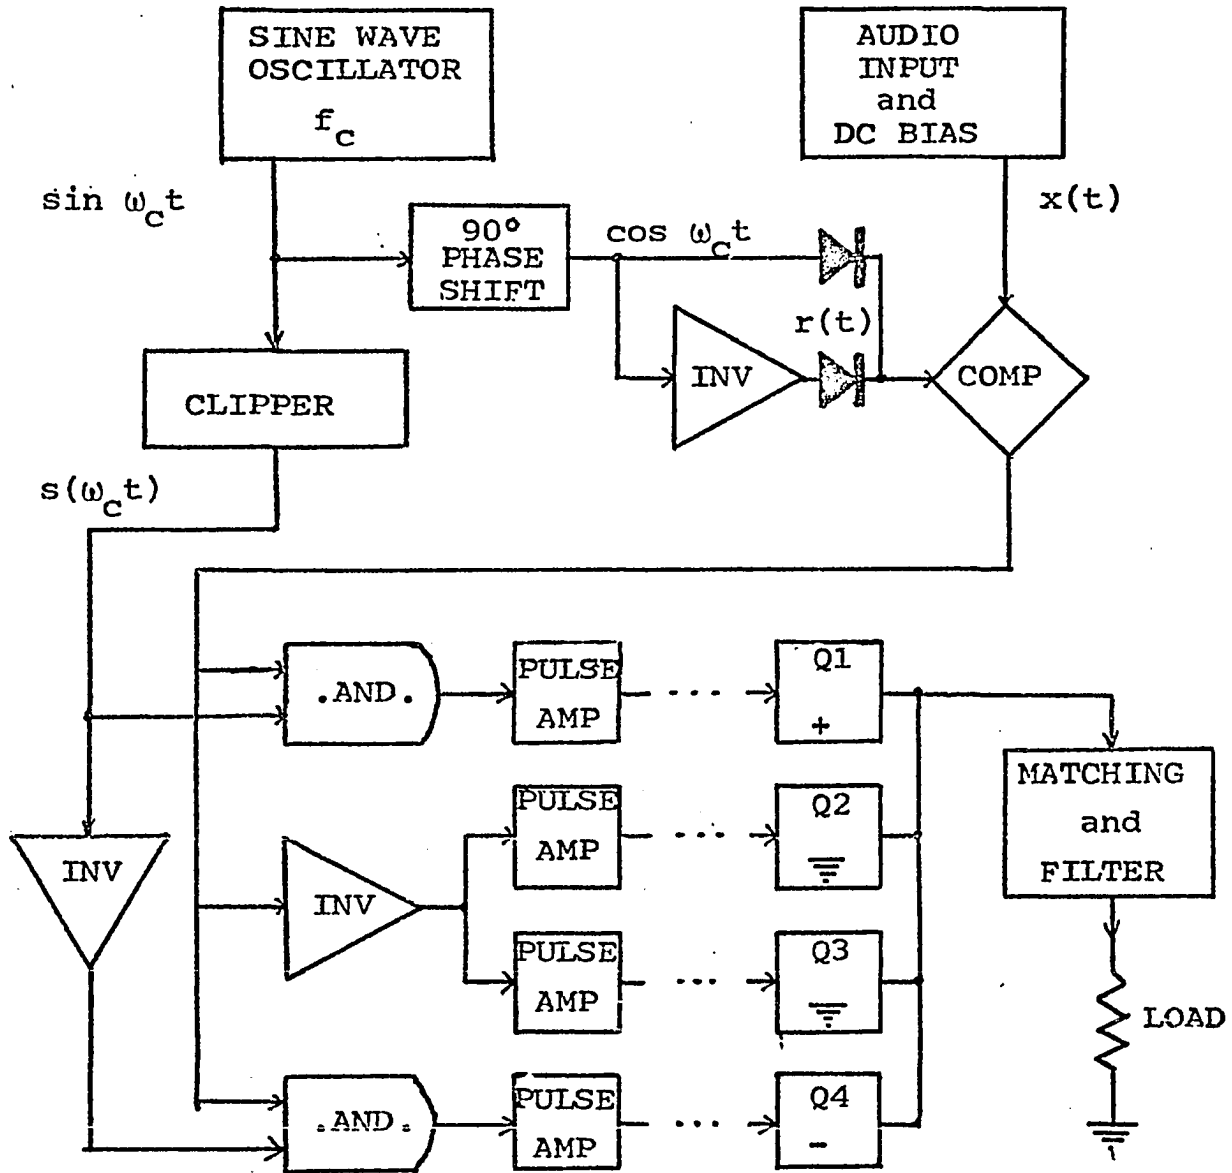 SINE WAVE
OSCILLATOR
f_c
AUDIO
INPUT
and
DC BIAS
sin ω_c t
x(t)
90°
PHASE
SHIFT
cos ω_c t
r(t)
INV
COMP
CLIPPER
s(ω_c t)
.AND.
PULSE
AMP
...
Q1
+
MATCHING
and
FILTER
PULSE
AMP
...
Q2
INV
INV
PULSE
AMP
...
Q3
LOAD
.AND.
PULSE
AMP
...
Q4
-